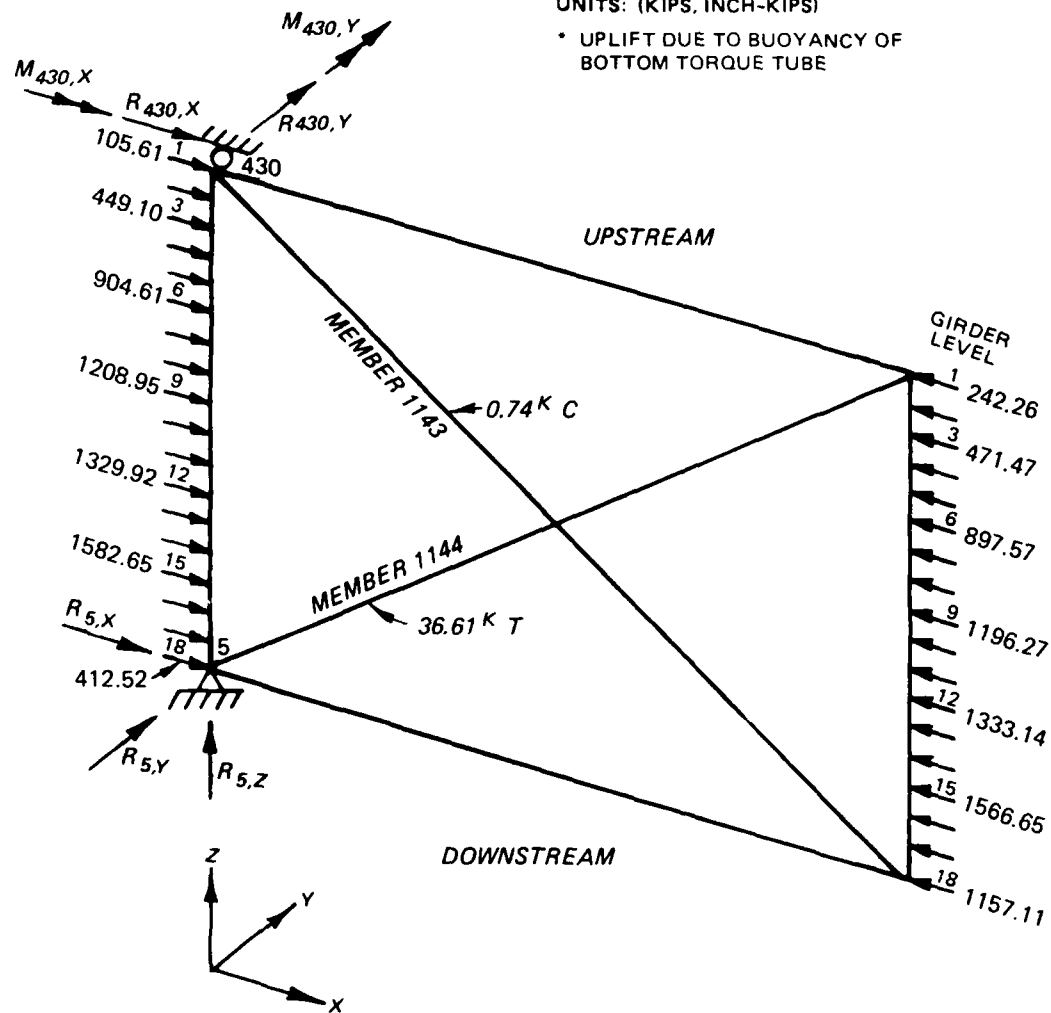 UNITS: (KIPS, INCH-KIPS)
* UPLIFT DUE TO BUOYANCY OF
BOTTOM TORQUE TUBE
M430,Y
M430,X
R430,X
R430,Y
105.61 1
430
449.10 3
904.61 6
1208.95 9
1329.92 12
1582.65 15
R5,X
18
5
412.52
R5,Y
R5,Z
UPSTREAM
MEMBER 1143
0.74K C
MEMBER 1144
36.61K T
GIRDER
LEVEL
1 242.26
3 471.47
6 897.57
9 1196.27
12 1333.14
15 1566.65
18 1157.11
DOWNSTREAM
Z
Y
X